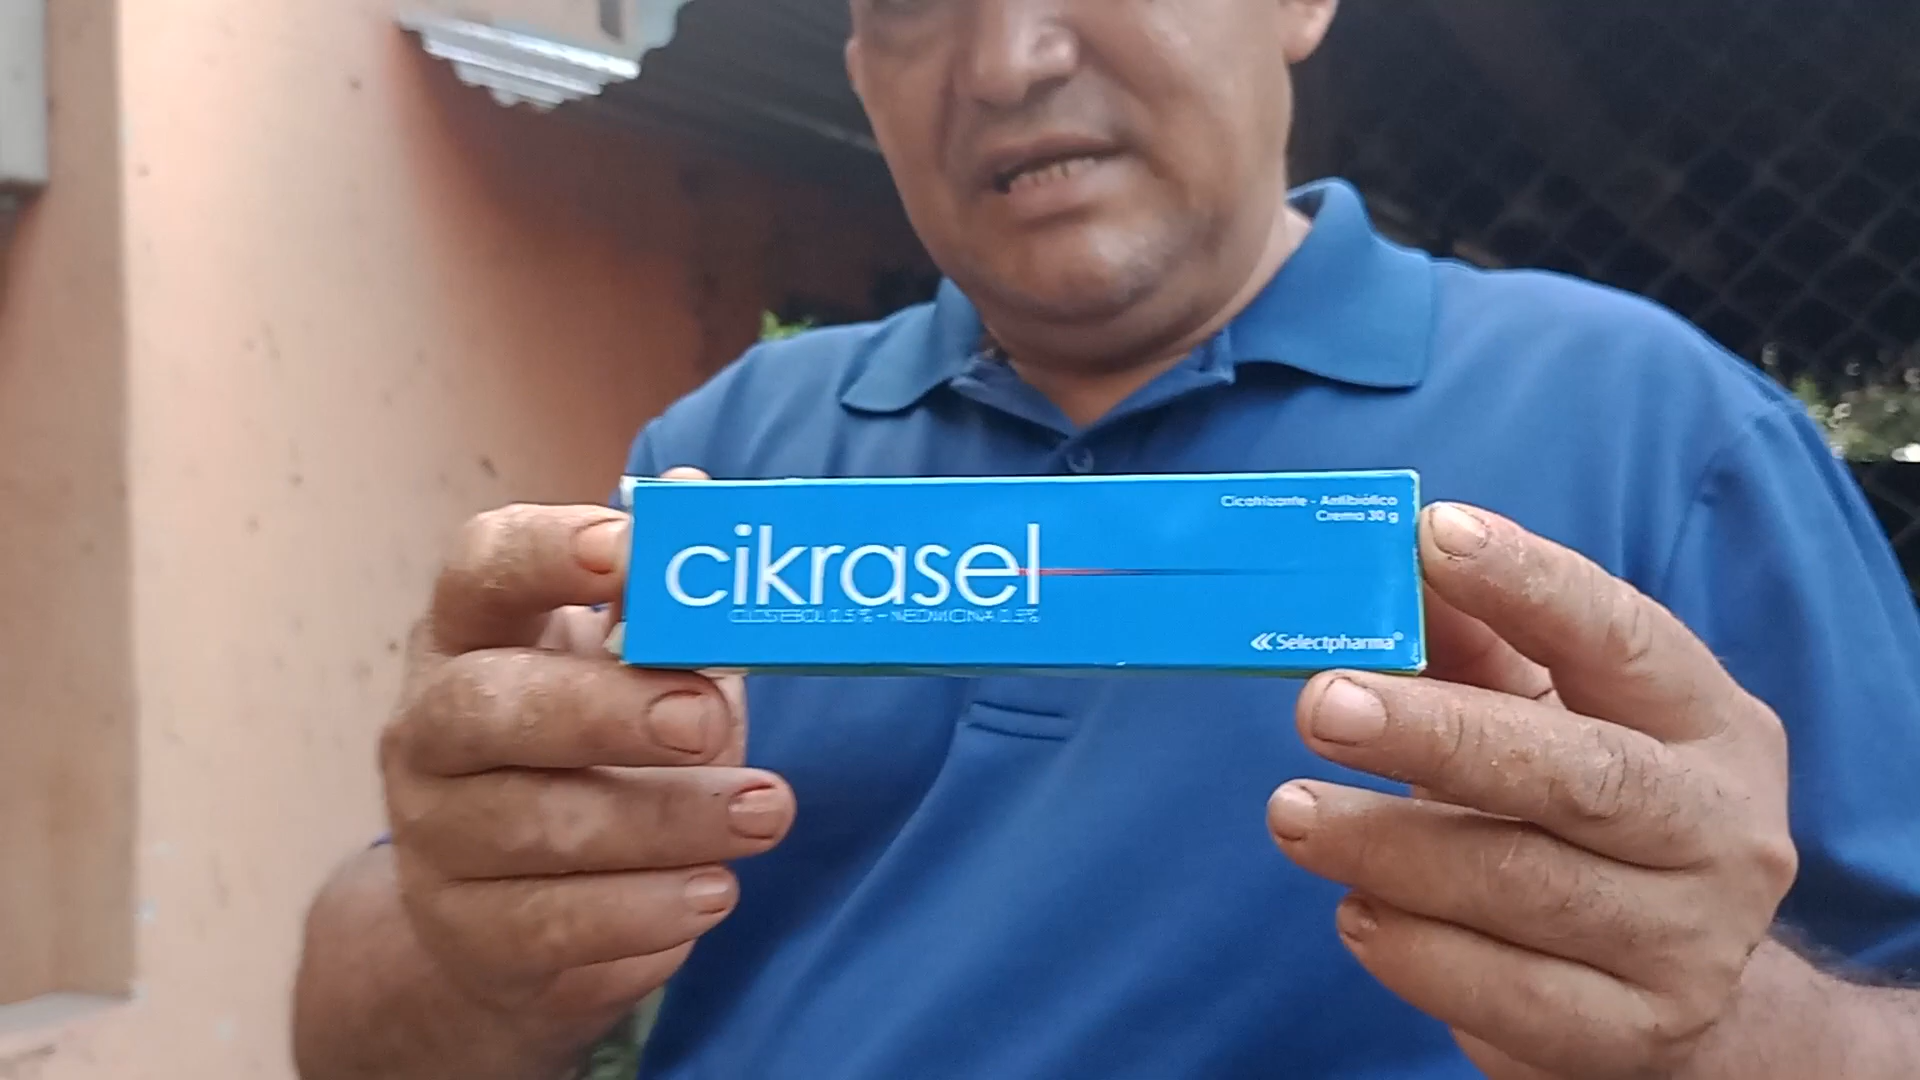 Cicatrizante - Antibiótico
Crema 30 g
cikrasel
CLOSTEBOL 0.5 % - NEOMICINA 0.5%
Selectpharma®